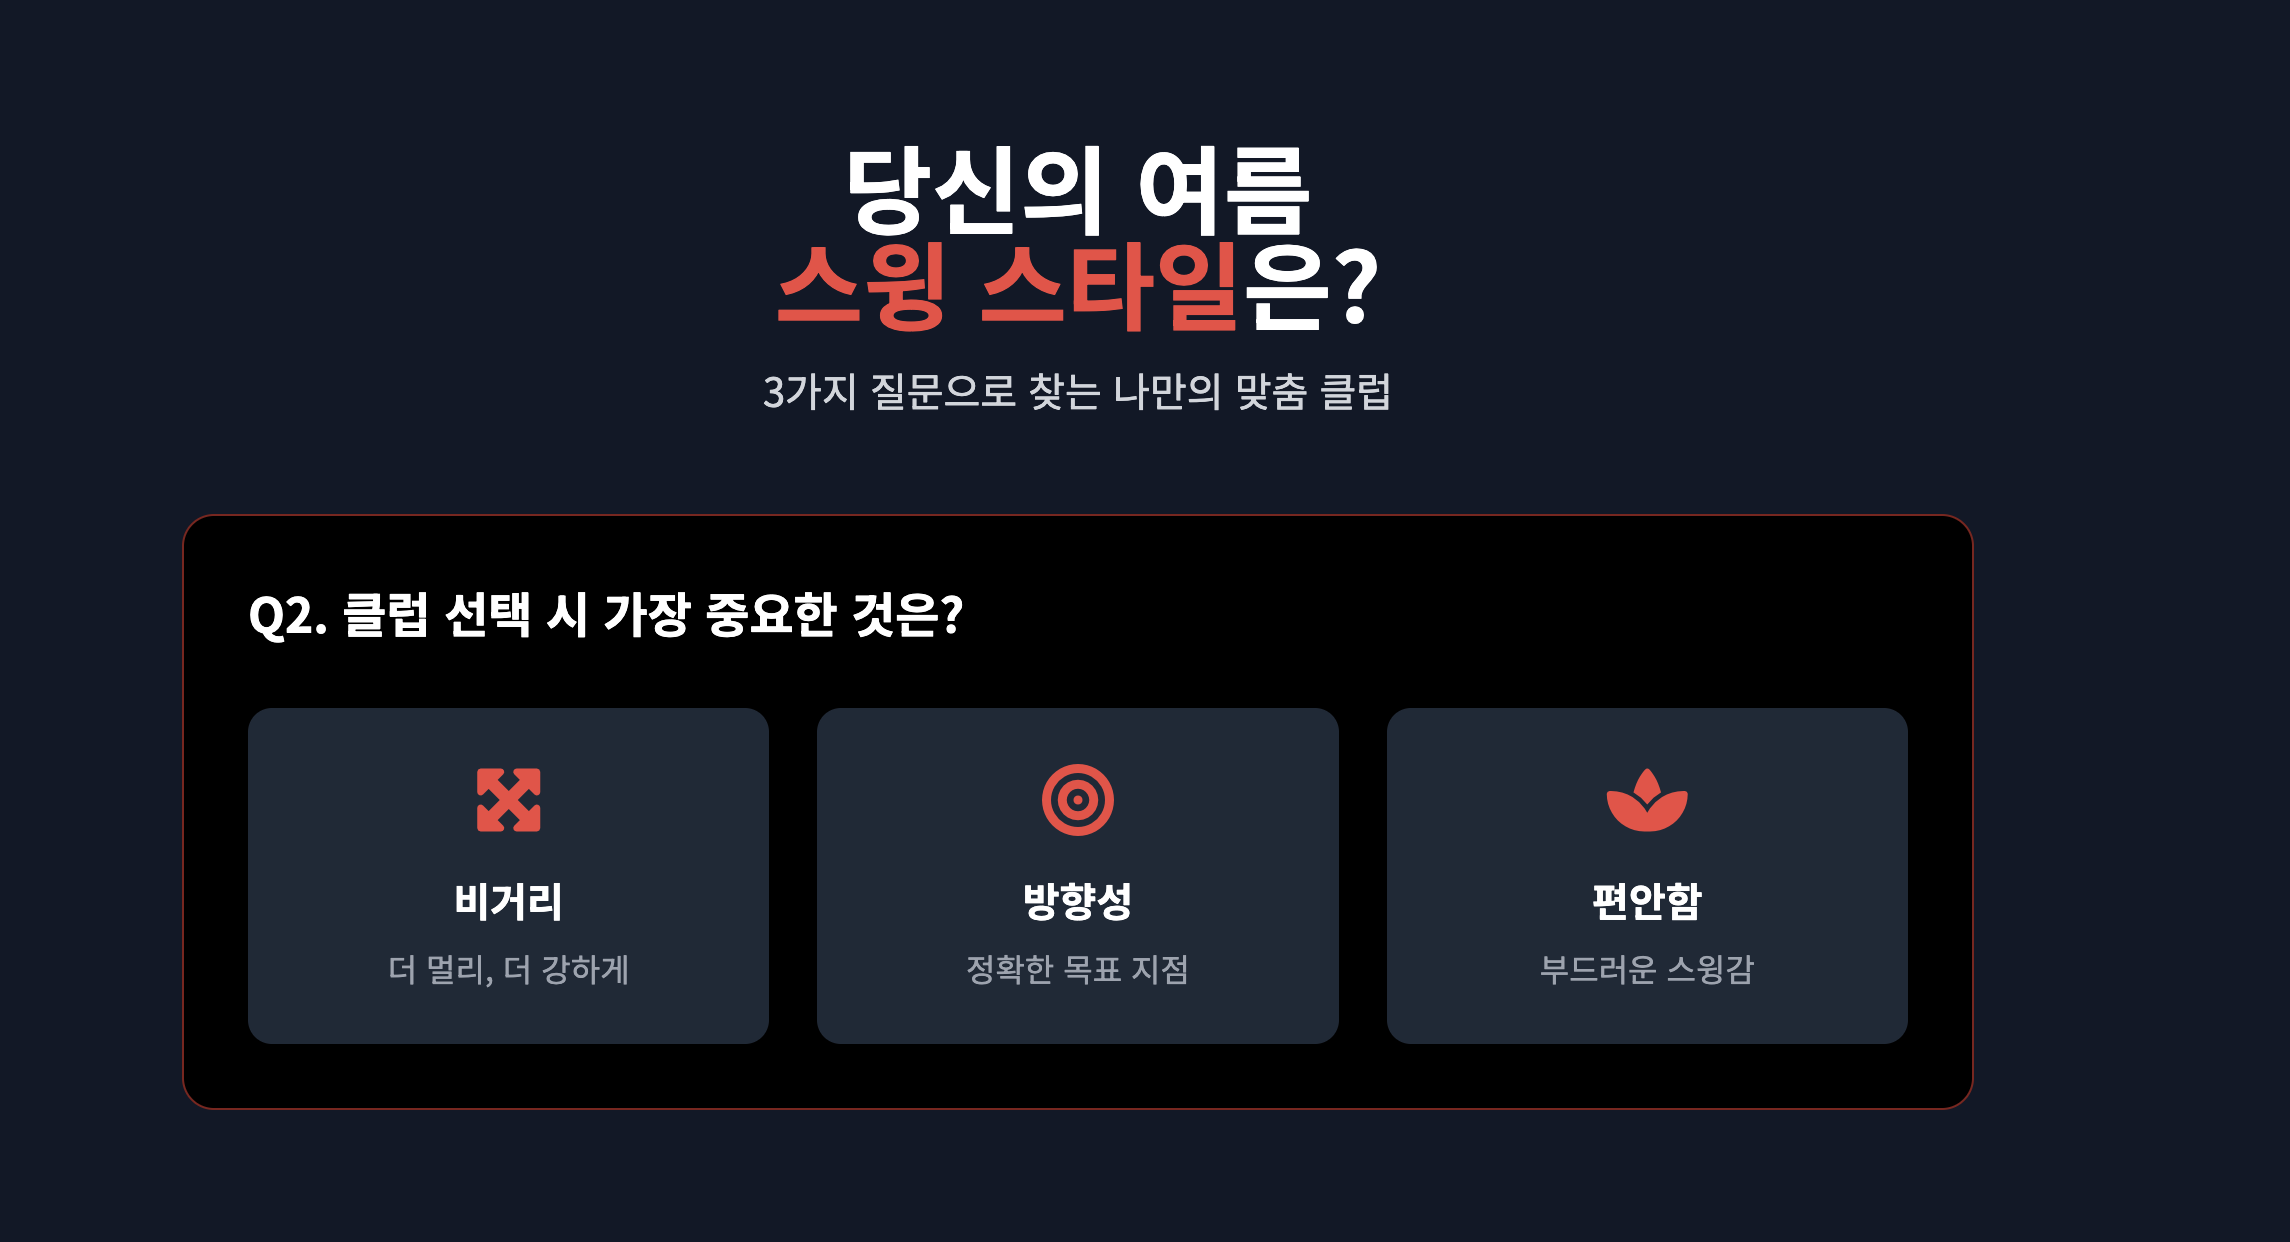 당신의 여름
스윙 스타일은?
3가지 질문으로 찾는 나만의 맞춤 클럽
Q2. 클럽 선택 시 가장 중요한 것은?
비거리
더 멀리, 더 강하게
방향성
정확한 목표 지점
편안함
부드러운 스윙감